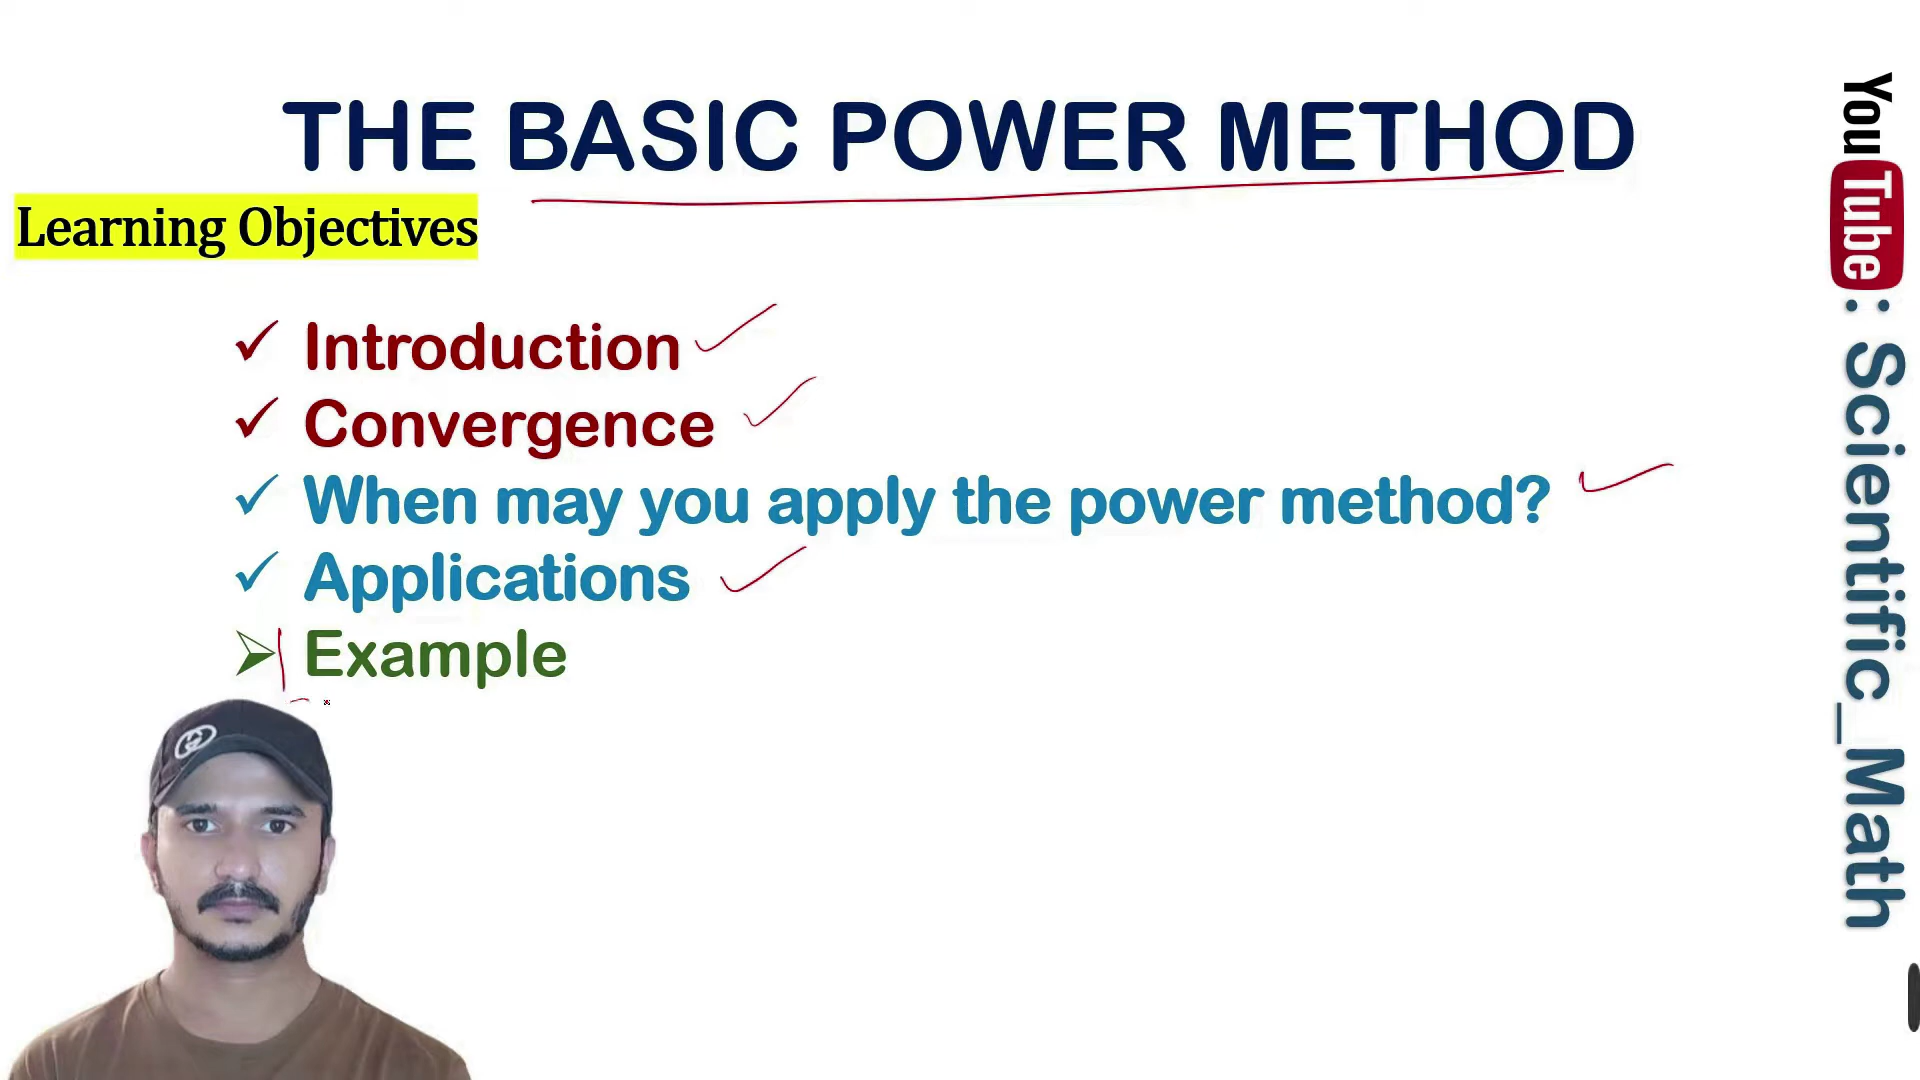 THE BASIC POWER METHOD
Learning Objectives
Introduction
Convergence
When may you apply the power method?
Applications
Example
YouTube: Scientific_Math